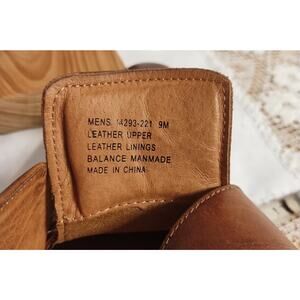 MENS 14293-221 9M
LEATHER UPPER
LEATHER LININGS
BALANCE MANMADE
MADE IN CHINA